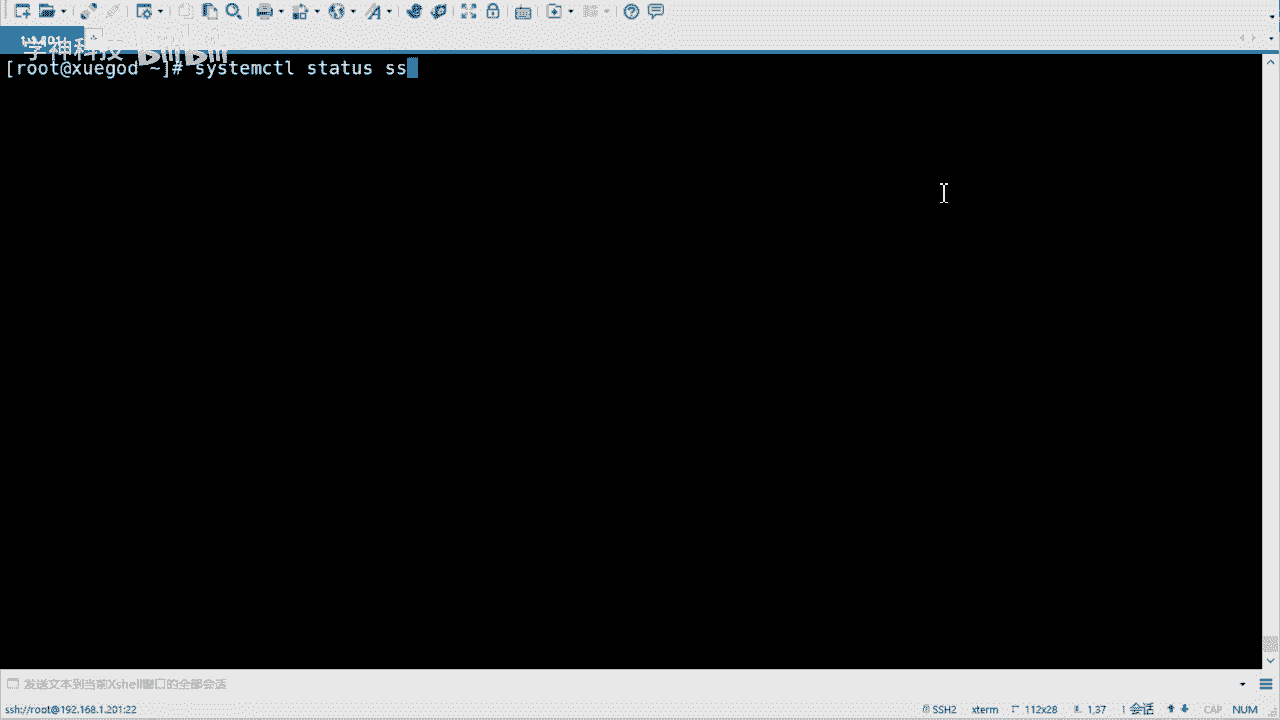 学神科技 bilibili
[root@xuegod ~]# systemctl status ss
发送文本到当前Xshell窗口的全部会话
ssh://root@192.168.1.201:22 SSH2 xterm 112x28 1,37 1 会话 CAP NUM